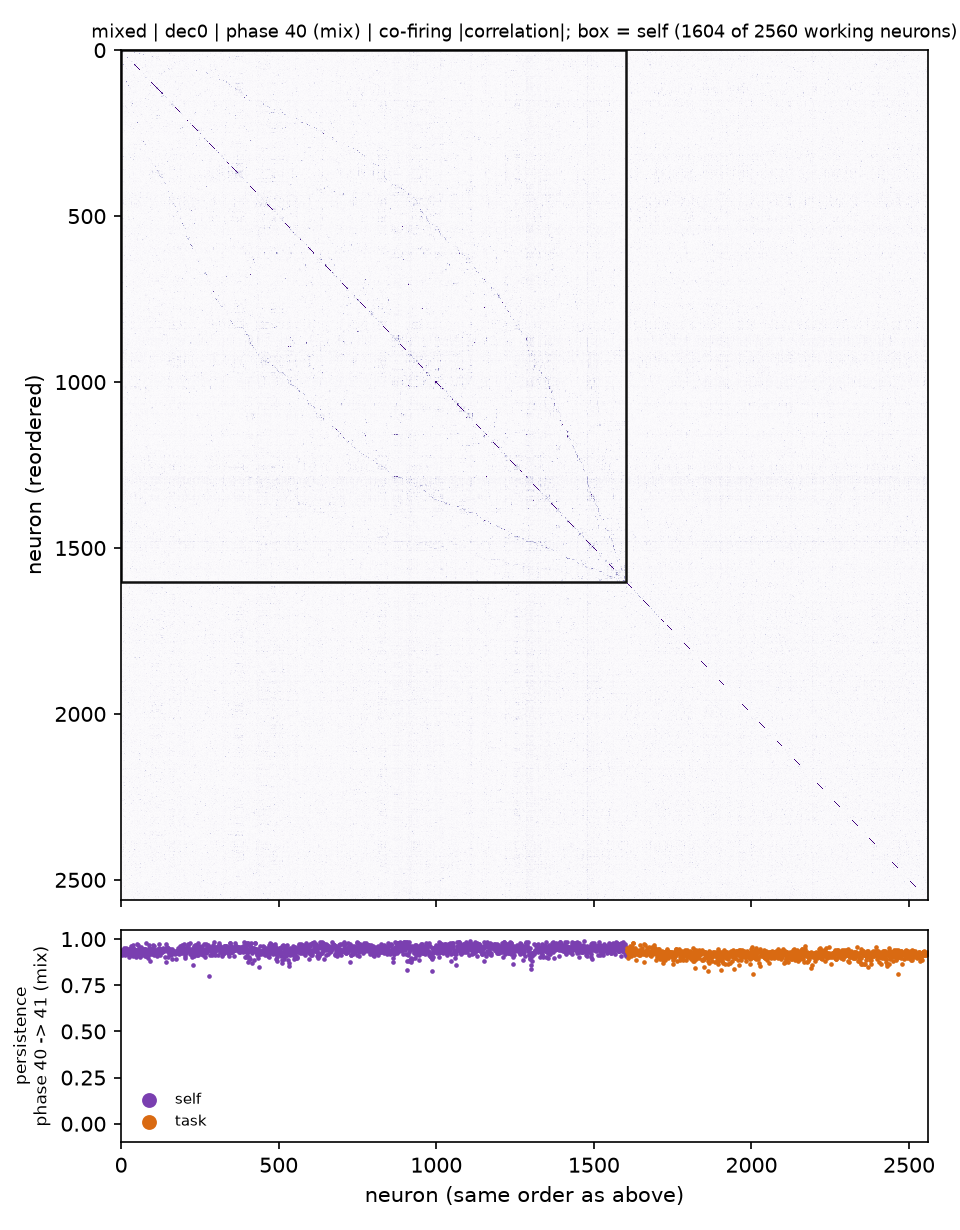 mixed | dec0 | phase 40 (mix) | co-firing |correlation|; box = self (1604 of 2560 working neurons)
0
500
1000
1500
2000
2500
neuron (reordered)
1.00
0.75
0.50
0.25
0.00
persistence
phase 40 -> 41 (mix)
self
task
0
500
1000
1500
2000
2500
neuron (same order as above)